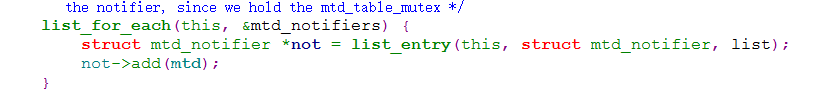 the notifier, since we hold the mtd_table_mutex */
list_for_each(this, &mtd_notifiers) {
struct mtd_notifier *not = list_entry(this, struct mtd_notifier, list);
not->add(mtd);
}